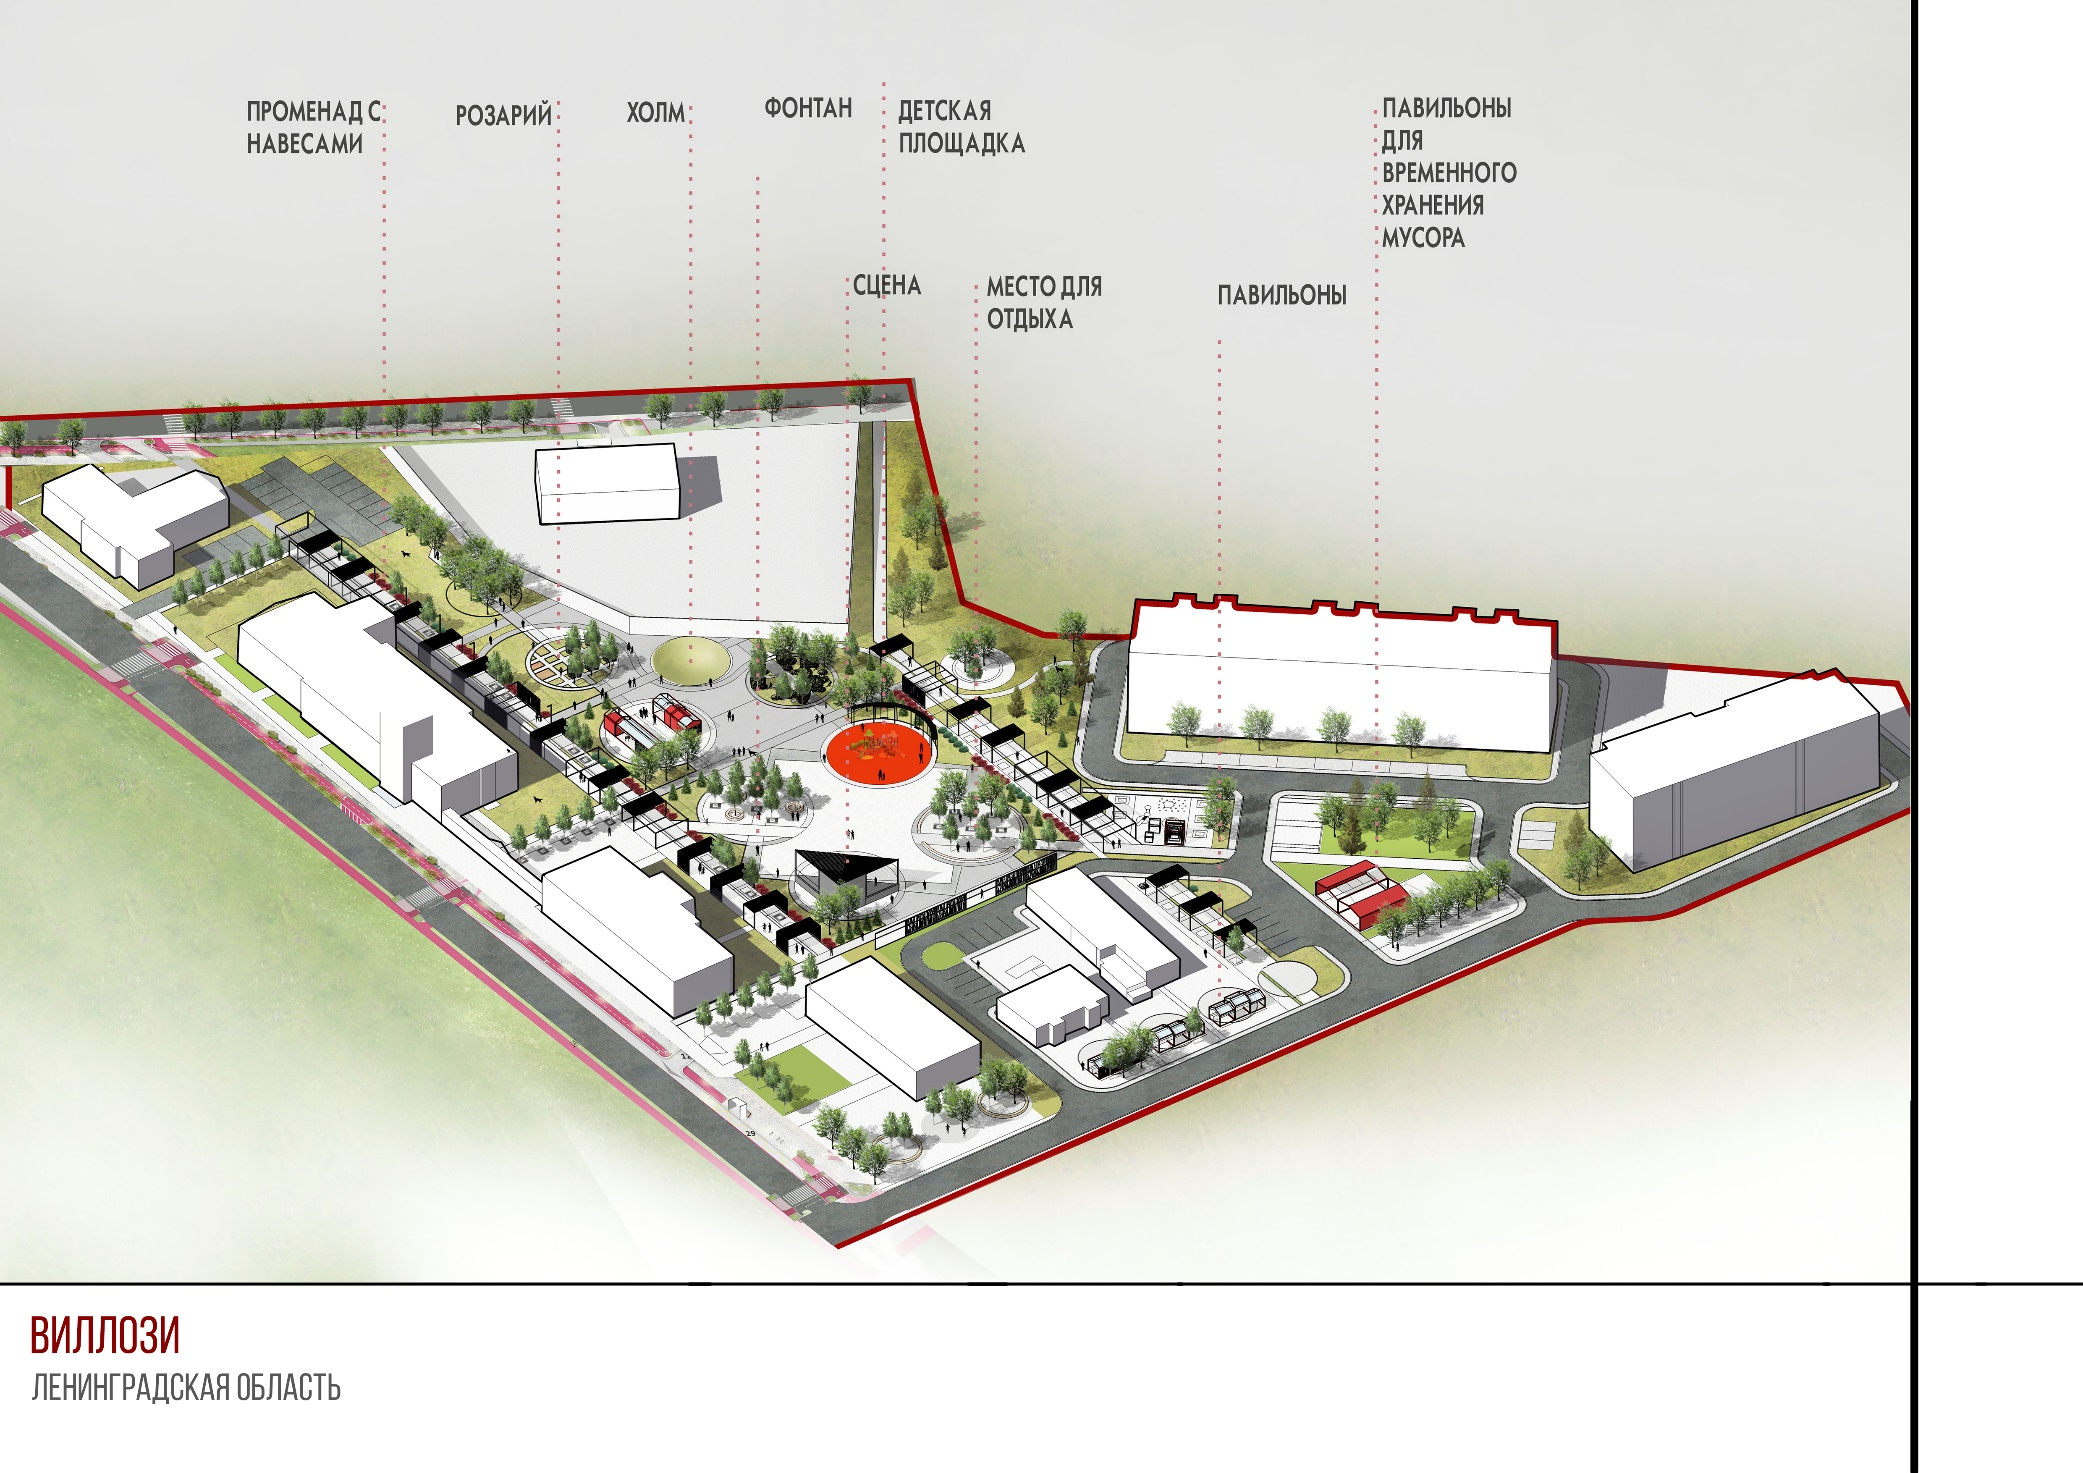 ПРОМЕНАД С
НАВЕСАМИ
РОЗАРИЙ
ХОЛМ
ФОНТАН
ДЕТСКАЯ
ПЛОЩАДКА
ПАВИЛЬОНЫ
ДЛЯ
ВРЕМЕННОГО
ХРАНЕНИЯ
МУСОРА
СЦЕНА
МЕСТО ДЛЯ
ОТДЫХА
ПАВИЛЬОНЫ
29
ВИЛЛОЗИ
ЛЕНИНГРАДСКАЯ ОБЛАСТЬ